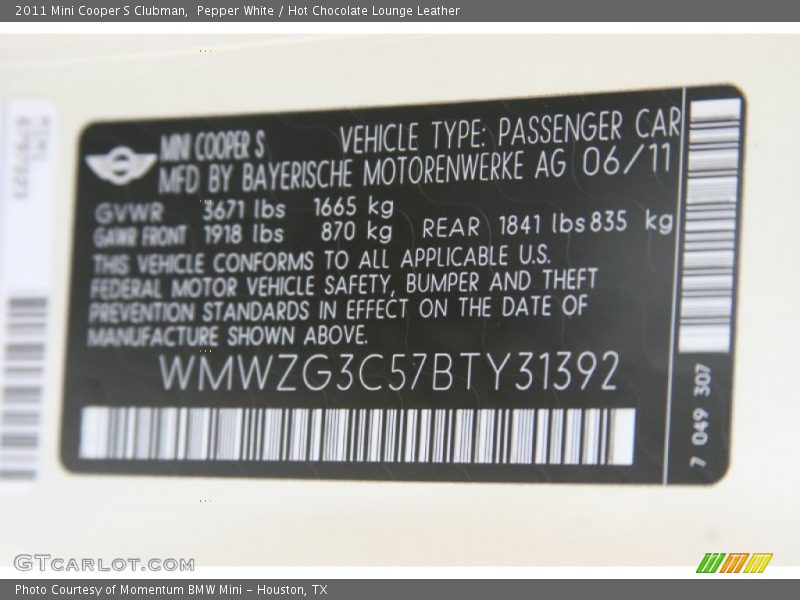 2011 Mini Cooper S Clubman,  Pepper White / Hot Chocolate Lounge Leather
MINI COOPER S VEHICLE TYPE: PASSENGER CAR
MFD BY BAYERISCHE MOTORENWERKE AG 06/11
GVWR 3671 lbs 1665 kg
GAWR FRONT 1918 lbs 870 kg REAR 1841 lbs 835 kg
THIS VEHICLE CONFORMS TO ALL APPLICABLE U.S.
FEDERAL MOTOR VEHICLE SAFETY, BUMPER AND THEFT
PREVENTION STANDARDS IN EFFECT ON THE DATE OF
MANUFACTURE SHOWN ABOVE.
WMWZG3C57BTY31392
7 049 307
GTCARLOT.COM
Photo Courtesy of Momentum BMW Mini - Houston, TX